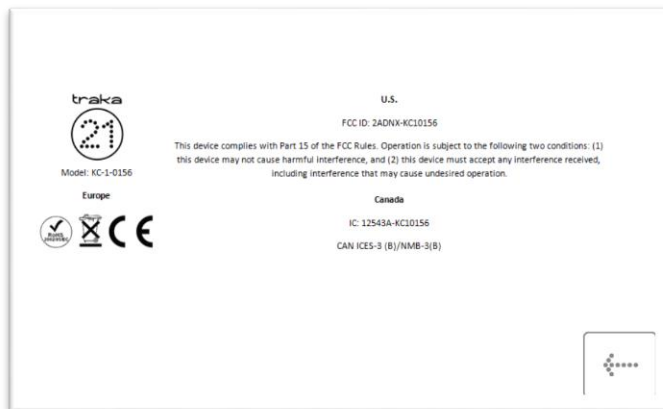 traka
21
Model: KC-1-0156
Europe
CE
U.S.
FCC ID: 2ADNX-KC10156
This device complies with Part 15 of the FCC Rules. Operation is subject to the following two conditions: (1)
this device may not cause harmful interference, and (2) this device must accept any interference received,
including interference that may cause undesired operation.
Canada
IC: 12543A-KC10156
CAN ICES-3 (B)/NMB-3(B)